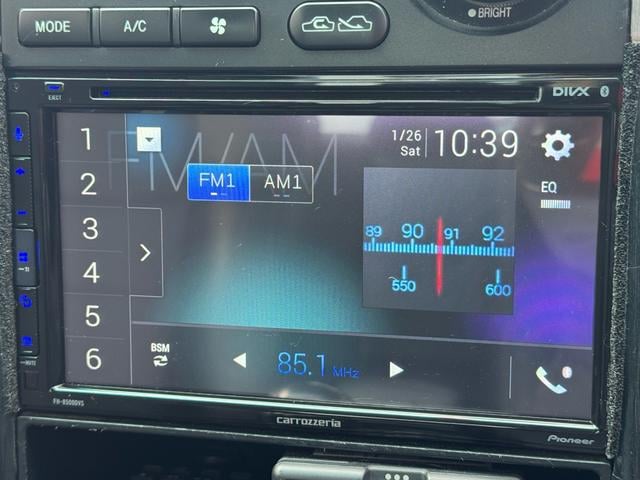 MODE A/C BRIGHT
EJECT DIVX
FM/AM
1/26 Sat 10:39
FM1 AM1
EQ
1
2
3
4
5
6
89 90 91 92
550 600
BSM
85.1 MHz
MUTE
FH-8500DVS
carrozzeria
Pioneer